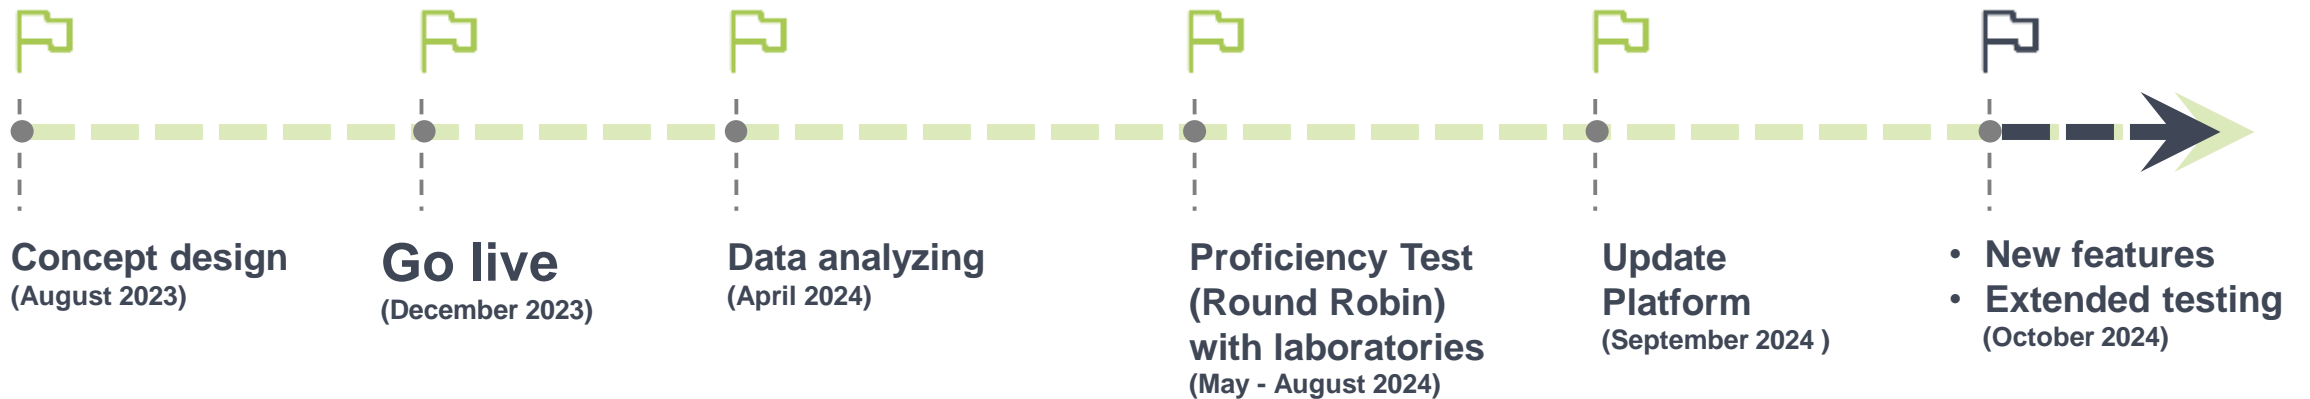 Concept design
(August 2023)
Go live
(December 2023)
Data analyzing
(April 2024)
Proficiency Test
(Round Robin)
with laboratories
(May - August 2024)
Update
Platform
(September 2024 )
• New features
• Extended testing
(October 2024)